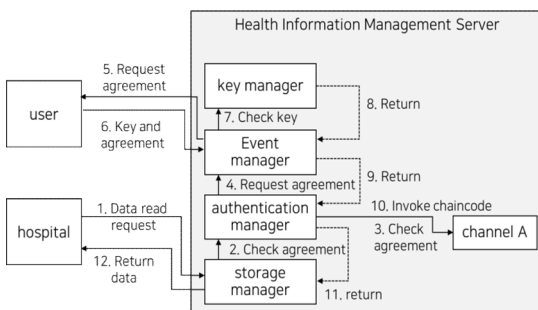 Health Information Management Server
5. Request
agreement
key manager
user
8. Return
7. Check key
6. Key and
agreement
Event
manager
9. Return
4. Request agreement
1. Data read
request
authentication
manager
10. Invoke chaincode
3. Check
agreement
channel A
hospital
2. Check agreement
12. Return
data
storage
manager
11. return